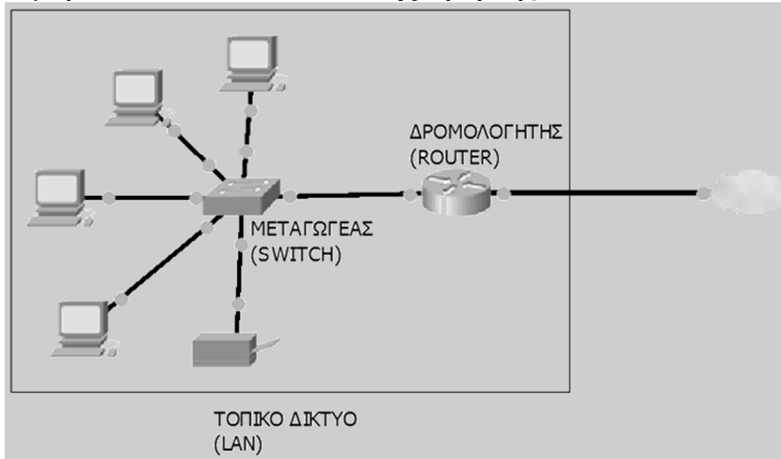 ΔΡΟΜΟΛΟΓΗΤΗΣ
(ROUTER)
ΜΕΤΑΓΩΓΕΑΣ
(SWITCH)
ΤΟΠΙΚΟ ΔΙΚΤΥΟ
(LAN)